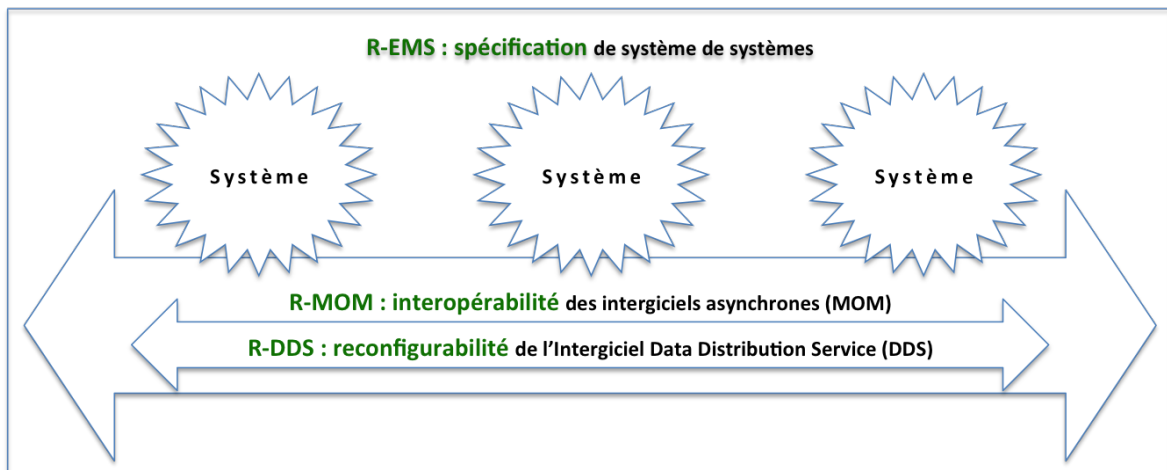 R-EMS : spécification de système de systèmes
Système Système Système
R-MOM : interopérabilité des intergiciels asynchrones (MOM)
R-DDS : reconfigurabilité de l'Intergiciel Data Distribution Service (DDS)